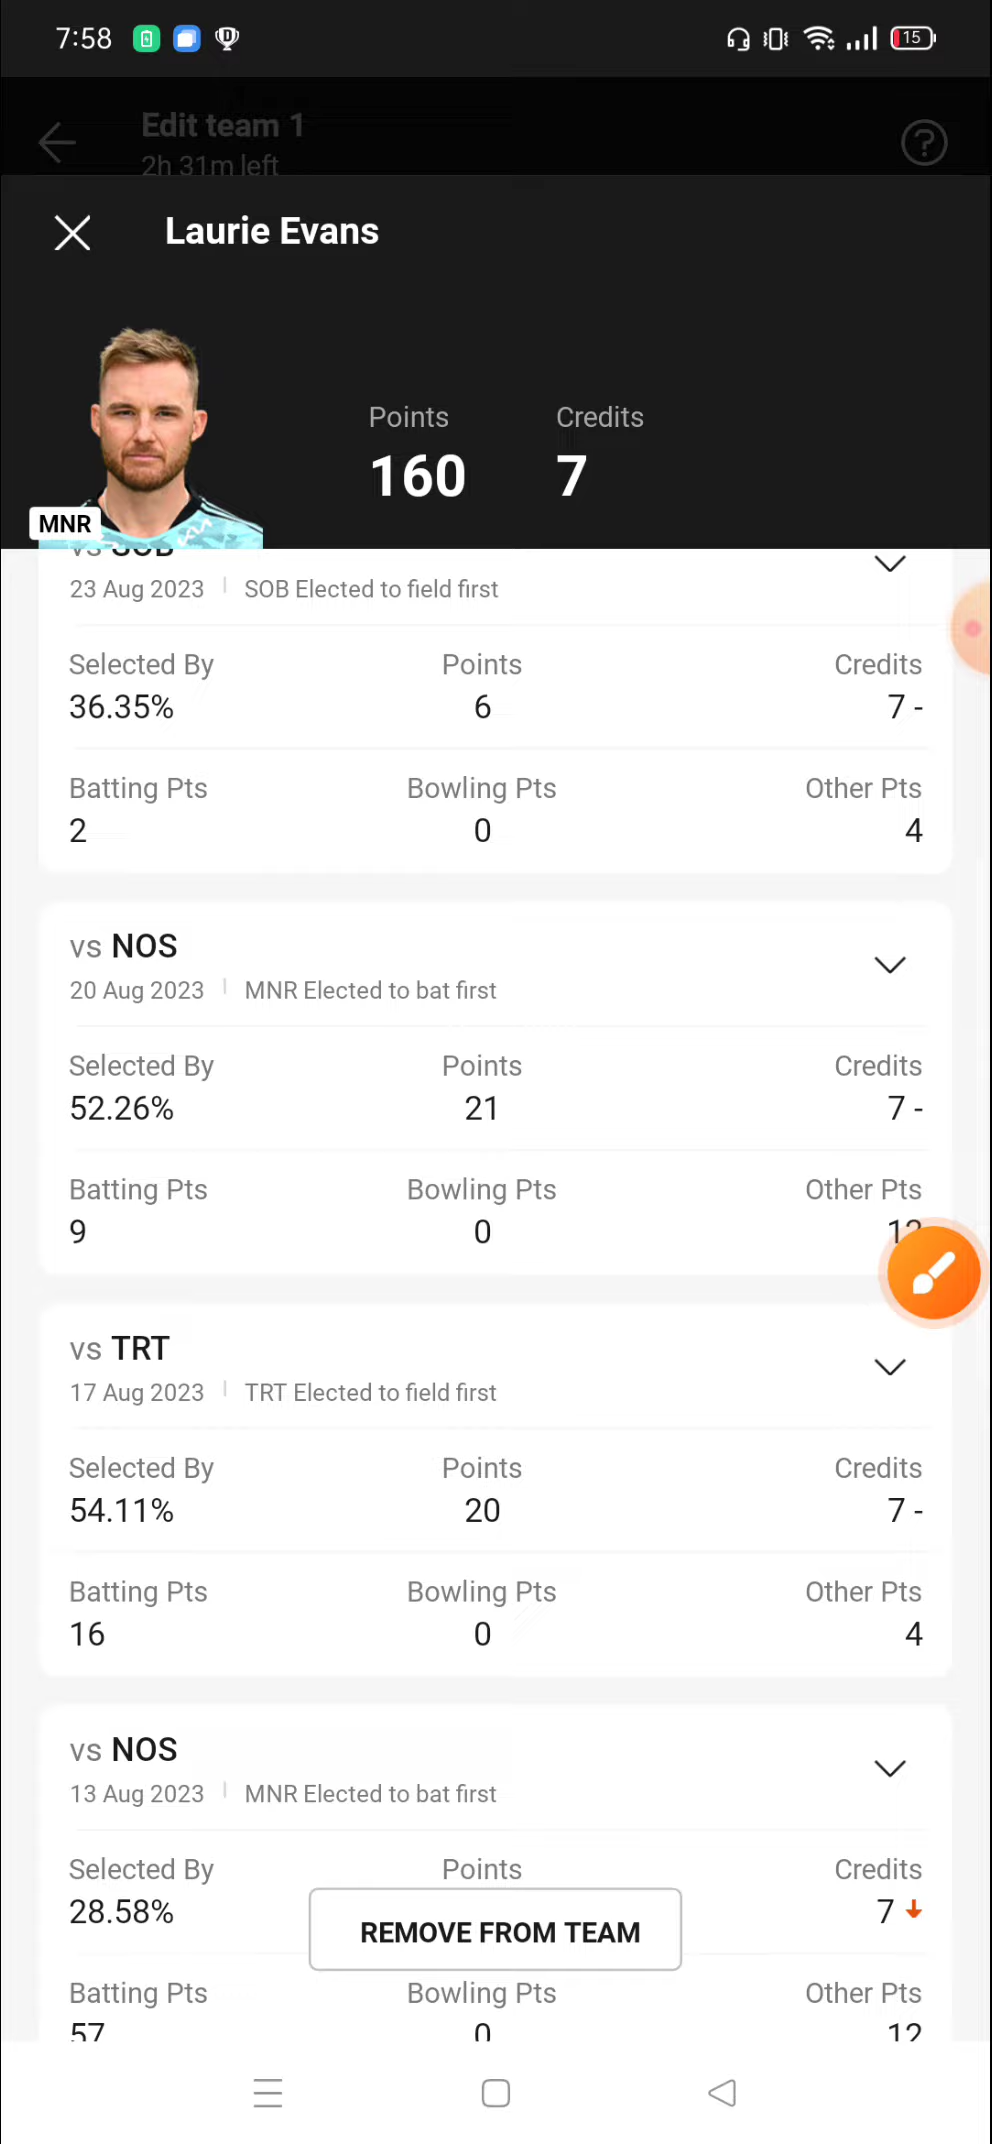 7:58
15
Edit team 1
2h 31m left
Laurie Evans
Points Credits
160 7
MNR
vs SOB
23 Aug 2023 | SOB Elected to field first
Selected By Points Credits
36.35% 6 7 -
Batting Pts Bowling Pts Other Pts
2 0 4
vs NOS
20 Aug 2023 | MNR Elected to bat first
Selected By Points Credits
52.26% 21 7 -
Batting Pts Bowling Pts Other Pts
9 0 12
vs TRT
17 Aug 2023 | TRT Elected to field first
Selected By Points Credits
54.11% 20 7 -
Batting Pts Bowling Pts Other Pts
16 0 4
vs NOS
13 Aug 2023 | MNR Elected to bat first
Selected By Points Credits
28.58% 7
REMOVE FROM TEAM
Batting Pts Bowling Pts Other Pts
57 0 12